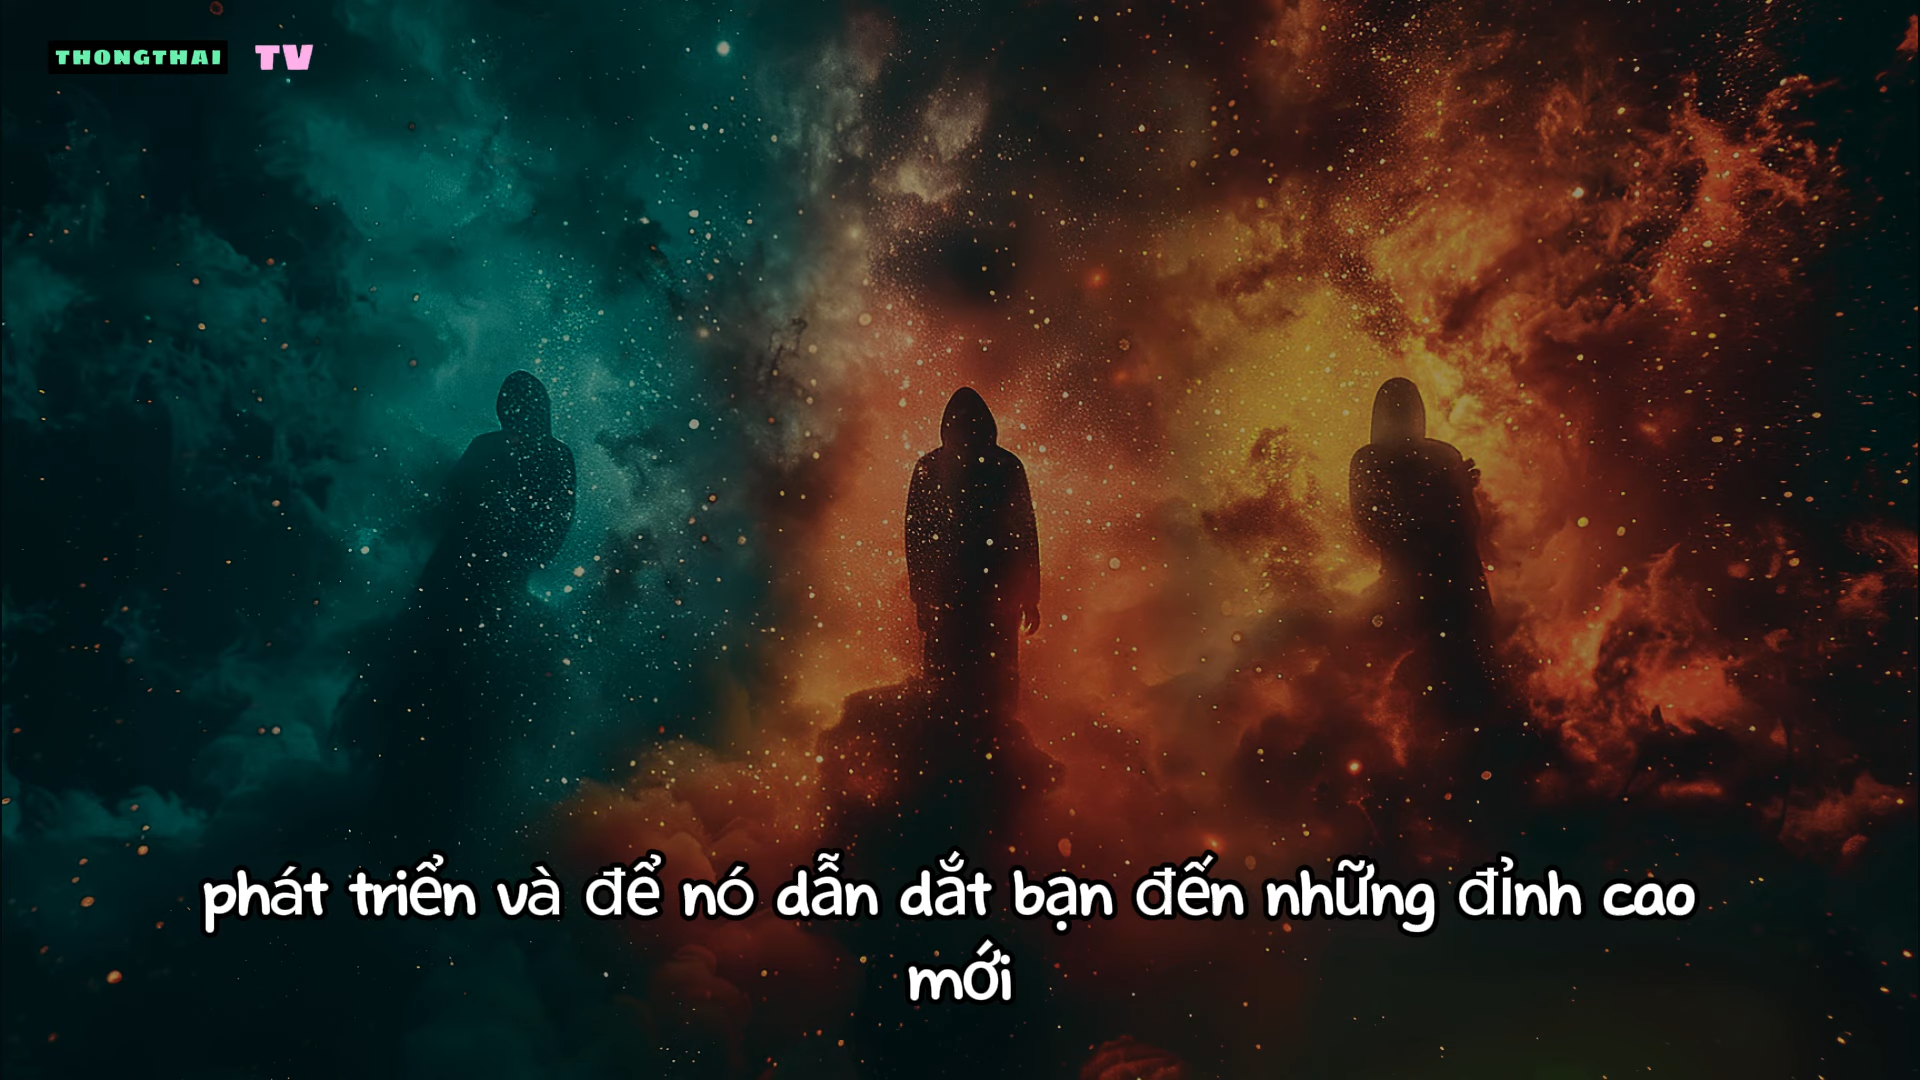 THONGTHAI TV
phát triển và để nó dẫn dắt bạn đến những đỉnh cao
mới